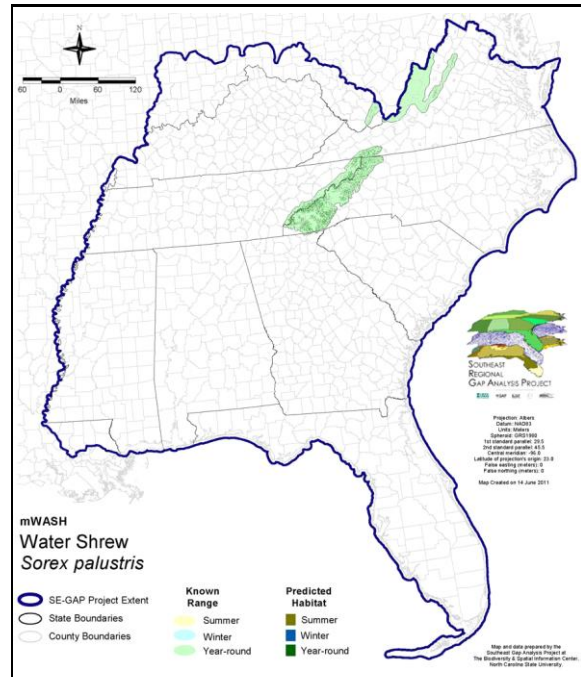 N
60 0 60
Miles
SOUTHEAST
REGIONAL
GAP ANALYSIS PROJECT
Projection: Albers
Datum: NAD83
Units: Meters
Spheroid: GRS1980
1st standard parallel: 29.5
2nd standard parallel: 45.5
Central meridian: -96.0
Latitude of projection's origin: 23.0
False easting (meters): 0
False northing (meters): 0
Map Created on 14 June 2011
mWASH
Water Shrew
Sorex palustris
SE-GAP Project Extent
State Boundaries
County Boundaries
Known
Range
Summer
Winter
Year-round
Predicted
Habitat
Summer
Winter
Year-round
Map and data prepared by the
Southeast Gap Analysis Project at
The Biodiversity & Spatial Information Center,
North Carolina State University.